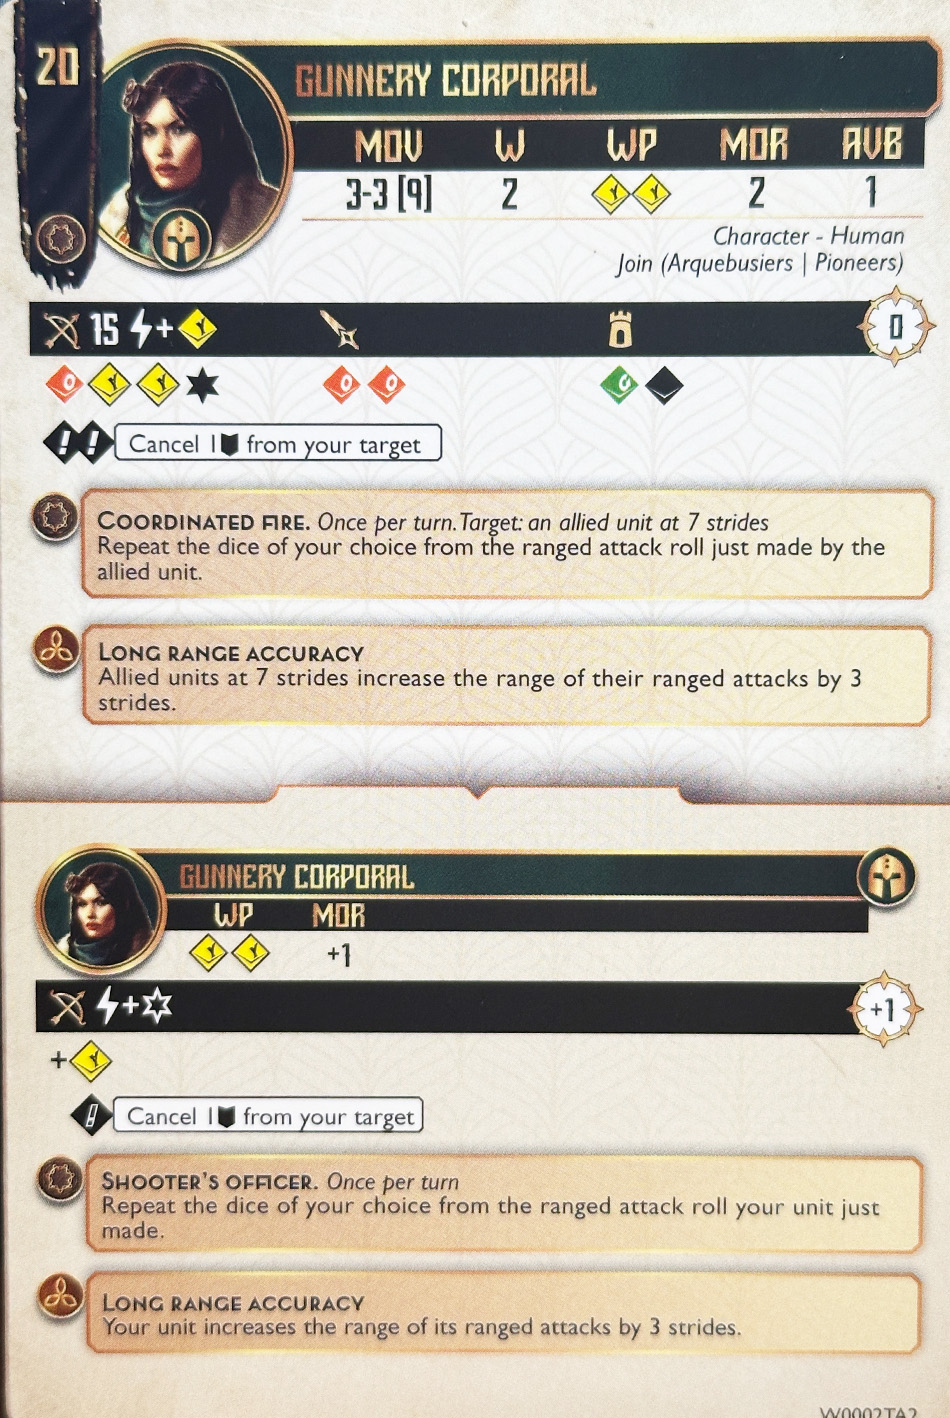 20
GUNNERY CORPORAL
MOV W WP MOR AVB
3-3 [9] 2 2 1
Character - Human
Join (Arquebusiers | Pioneers)
15 + 0
! ! Cancel 1 from your target
COORDINATED FIRE. Once per turn. Target: an allied unit at 7 strides
Repeat the dice of your choice from the ranged attack roll just made by the
allied unit.
LONG RANGE ACCURACY
Allied units at 7 strides increase the range of their ranged attacks by 3
strides.
GUNNERY CORPORAL
WP MOR
+1
+ +1
+
! Cancel 1 from your target
SHOOTER'S OFFICER. Once per turn
Repeat the dice of your choice from the ranged attack roll your unit just
made.
LONG RANGE ACCURACY
Your unit increases the range of its ranged attacks by 3 strides.
W0002TA2